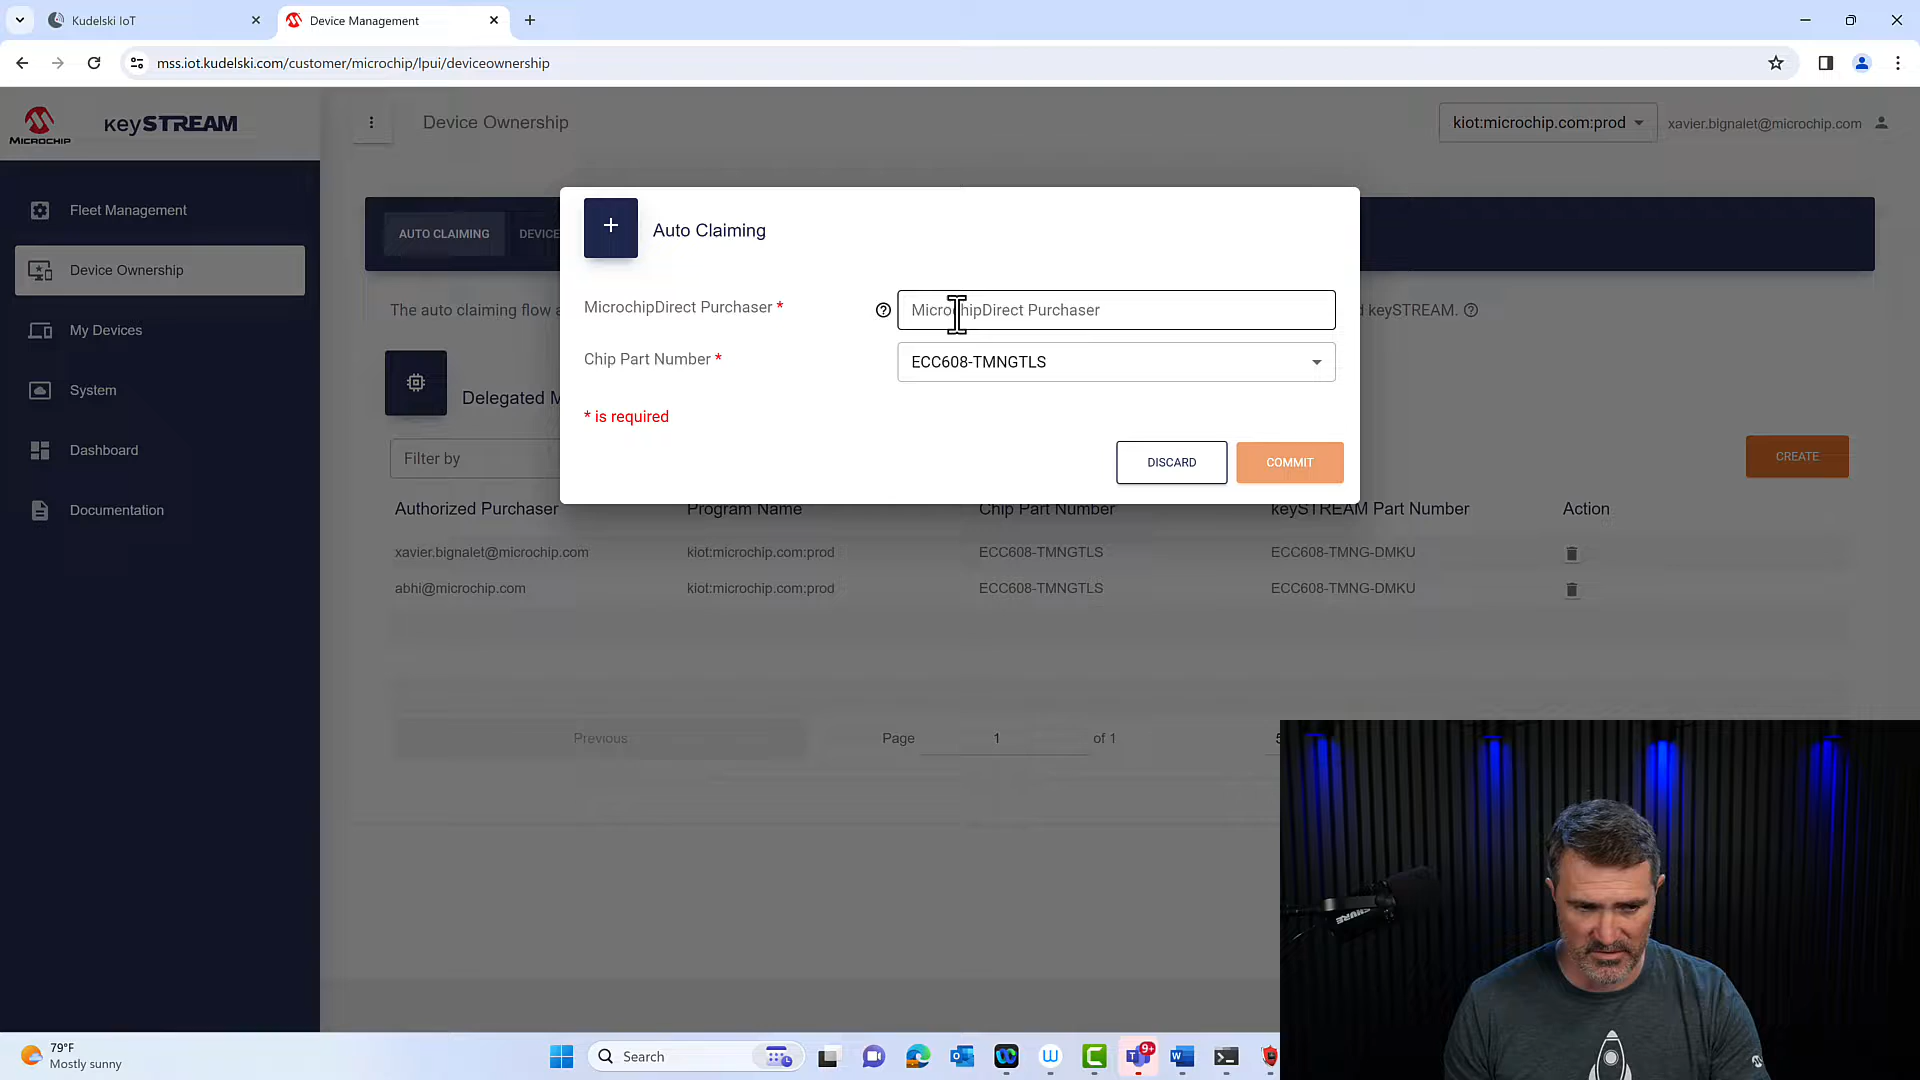 Kudelski IoT
Device Management
mss.iot.kudelski.com/customer/microchip/lpui/deviceownership
MICROCHIP
keySTREAM
Device Ownership
kiot:microchip.com:prod
xavier.bignalet@microchip.com
Fleet Management
Device Ownership
My Devices
System
Dashboard
Documentation
AUTO CLAIMING
DEVICE
Auto Claiming
MicrochipDirect Purchaser *
MicrochipDirect Purchaser
The auto claiming flow a
d keySTREAM.
Chip Part Number *
ECC608-TMNGTLS
Delegated M
* is required
Filter by
DISCARD
COMMIT
CREATE
Authorized Purchaser
Program Name
Chip Part Number
keySTREAM Part Number
Action
xavier.bignalet@microchip.com
kiot:microchip.com:prod
ECC608-TMNGTLS
ECC608-TMNG-DMKU
abhi@microchip.com
kiot:microchip.com:prod
ECC608-TMNGTLS
ECC608-TMNG-DMKU
Previous
Page
1
of 1
SHURE
79°F
Mostly sunny
Search
9+